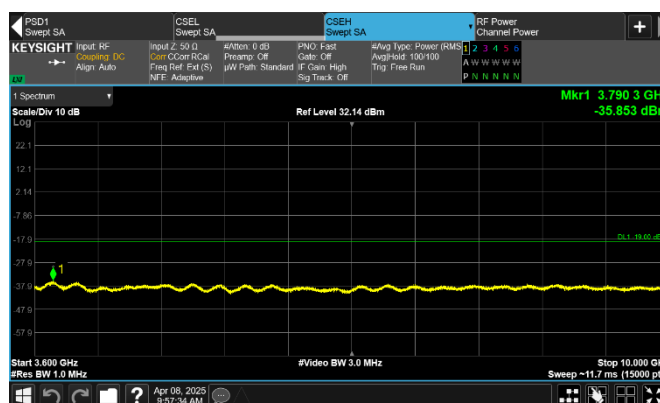 PSD1
Swept SA
CSEL
Swept SA
CSEH
Swept SA
RF Power
Channel Power
KEYSIGHT
Input: RF
Coupling: DC
Align: Auto
Input Z: 50 Ω
Corr CCorr RCal
Freq Ref: Ext (S)
NFE: Adaptive
#Atten: 0 dB
Preamp: Off
µW Path: Standard
PNO: Fast
Gate: Off
IF Gain: High
Sig Track: Off
#Avg Type: Power (RMS
Avg|Hold: 100/100
Trig: Free Run
1 2 3 4 5 6
A W W W W W
P N N N N N
1 Spectrum
Scale/Div 10 dB
Log
Ref Level 32.14 dBm
Mkr1 3.790 3 GH
-35.853 dB
22.1
12.1
2.14
-7.86
-17.9
-27.9
-37.9
-47.9
-57.9
1
DL1 -19.00 dB
Start 3.600 GHz
#Res BW 1.0 MHz
#Video BW 3.0 MHz
Stop 10.000 G
Sweep ~11.7 ms (15000 pt
Apr 08, 2025
9:57:34 AM